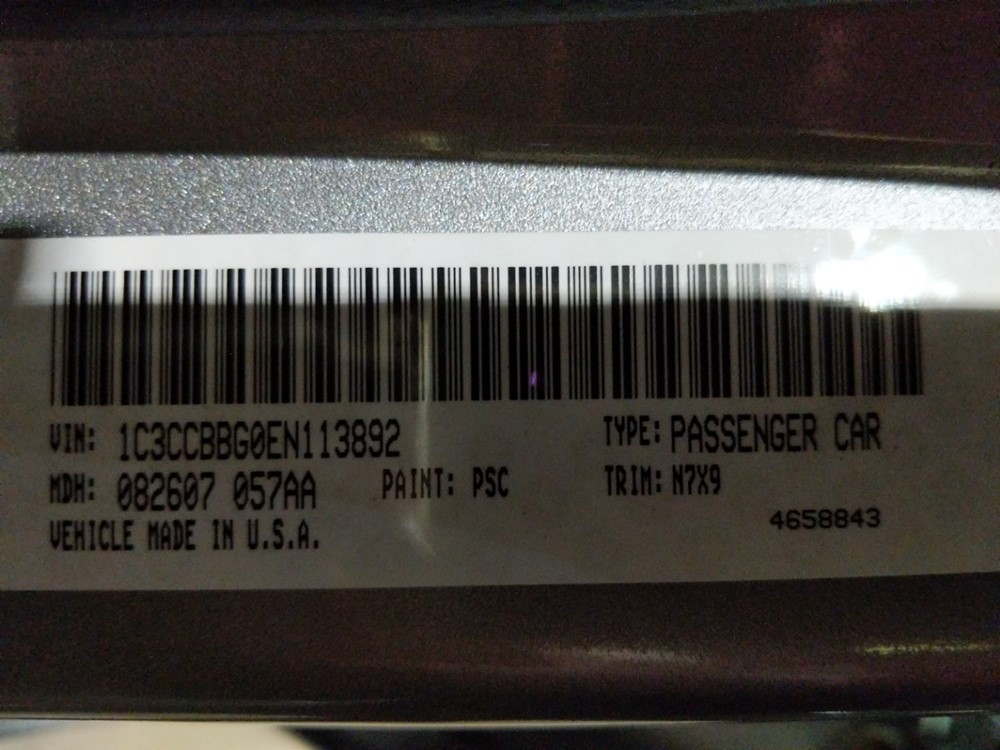 VIN: 1C3CCBBG0EN113892 TYPE: PASSENGER CAR
MDH: 082607 057AA PAINT: PSC TRIM: N7X9
VEHICLE MADE IN U.S.A. 4658843